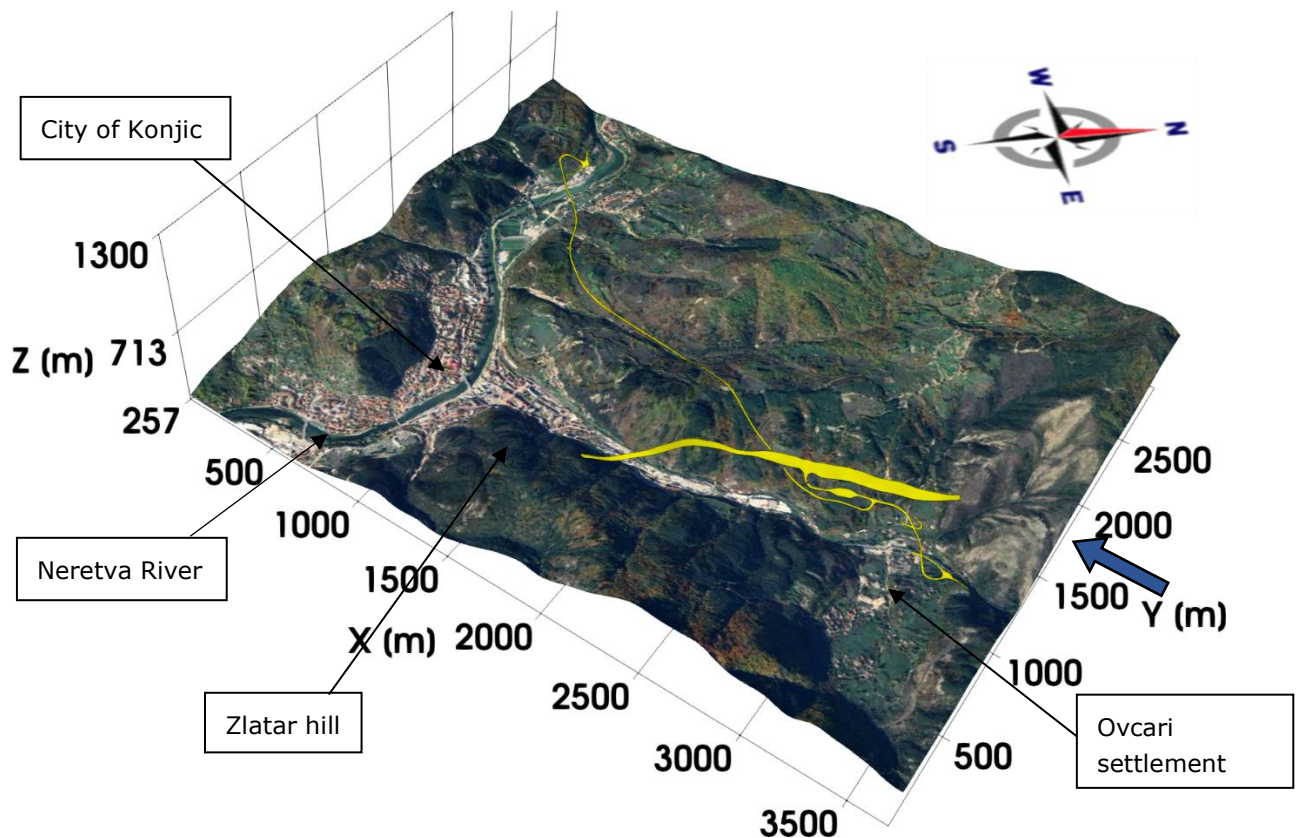 W
N
S
E
City of Konjic
1300
Z (m) 713
257
500
1000
1500
X (m) 2000
2500
3000
3500
2500
2000
1500
Y (m)
1000
500
Neretva River
Zlatar hill
Ovcari
settlement